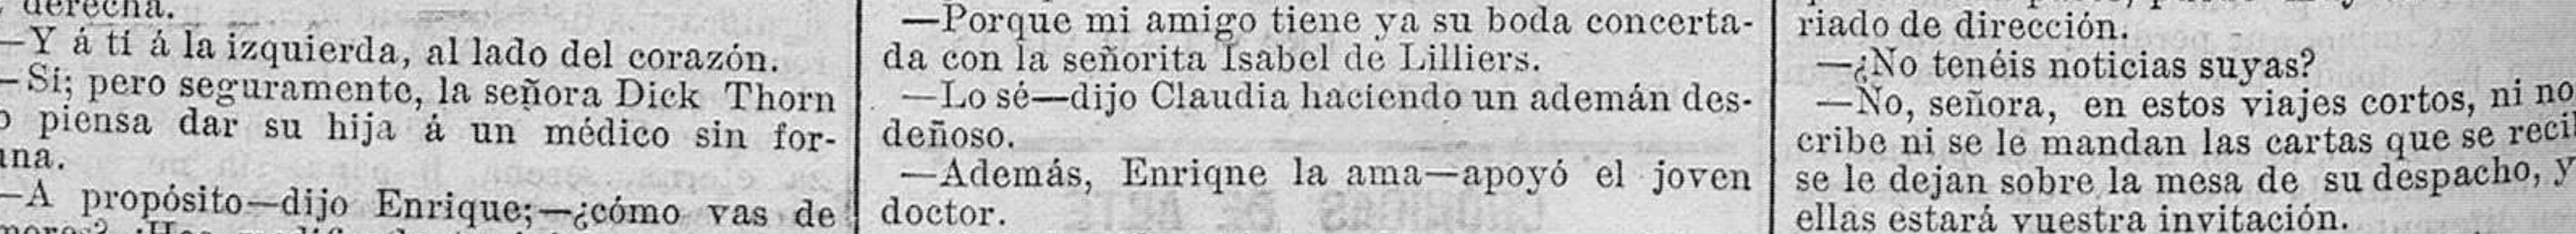 derecha.
—Y á tí á la izquierda, al lado del corazón.
—Si; pero seguramente, la señora Dick Thorn
piensa dar su hija á un médico sin for-
una.
—A propósito—dijo Enrique;—¿cómo vas de
—Porque mi amigo tiene ya su boda concerta-
da con la señorita Isabel de Lilliers.
—Lo sé—dijo Claudia haciendo un ademán des-
deñoso.
—Además, Enriqne la ama—apoyó el joven
doctor.
riado de dirección.
—¿No tenéis noticias suyas?
—No, señora, en estos viajes cortos, ni no
cribe ni se le mandan las cartas que se recib
se le dejan sobre la mesa de su despacho, y
ellas estará vuestra invitación.